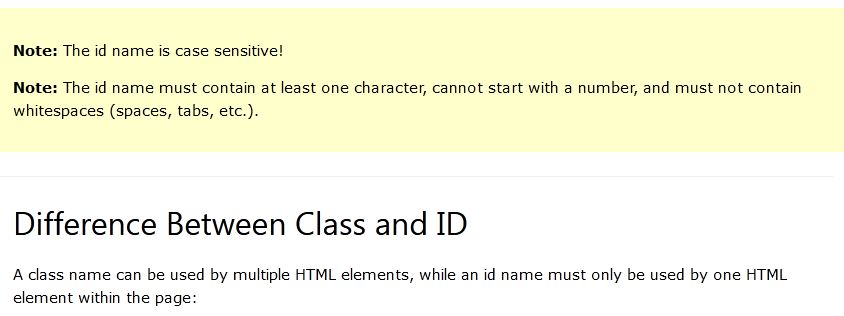 Note: The id name is case sensitive!
Note: The id name must contain at least one character, cannot start with a number, and must not contain
whitespaces (spaces, tabs, etc.).
Difference Between Class and ID
A class name can be used by multiple HTML elements, while an id name must only be used by one HTML
element within the page: